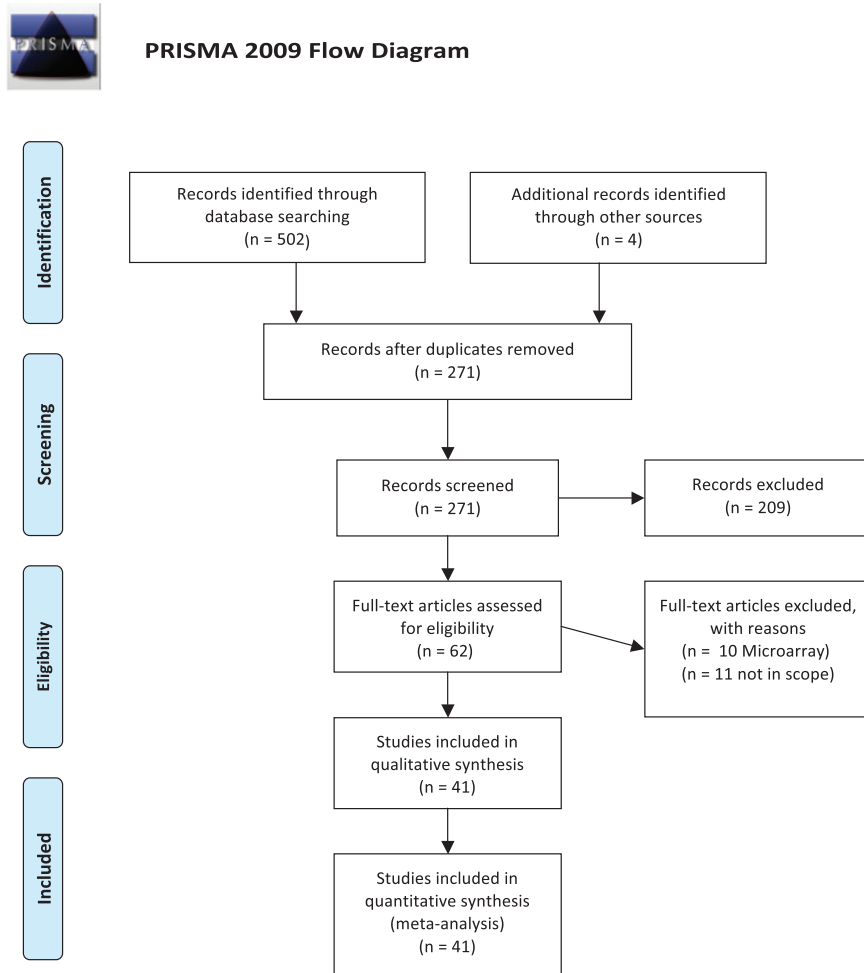 PRISMA
PRISMA 2009 Flow Diagram
Identification
Records identified through
database searching
(n = 502)
Additional records identified
through other sources
(n = 4)
Records after duplicates removed
(n = 271)
Screening
Records screened
(n = 271)
Records excluded
(n = 209)
Eligibility
Full-text articles assessed
for eligibility
(n = 62)
Full-text articles excluded,
with reasons
(n = 10 Microarray)
(n = 11 not in scope)
Studies included in
qualitative synthesis
(n = 41)
Included
Studies included in
quantitative synthesis
(meta-analysis)
(n = 41)